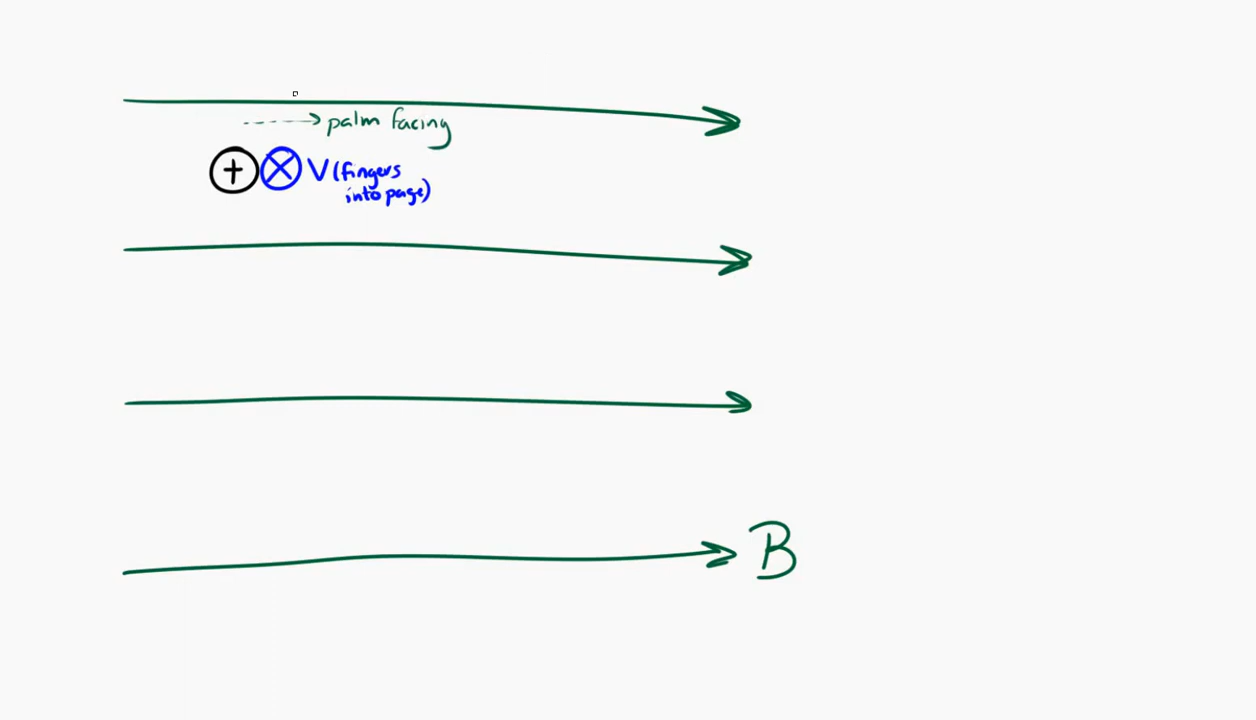 palm facing
+ V (fingers
into page)
B